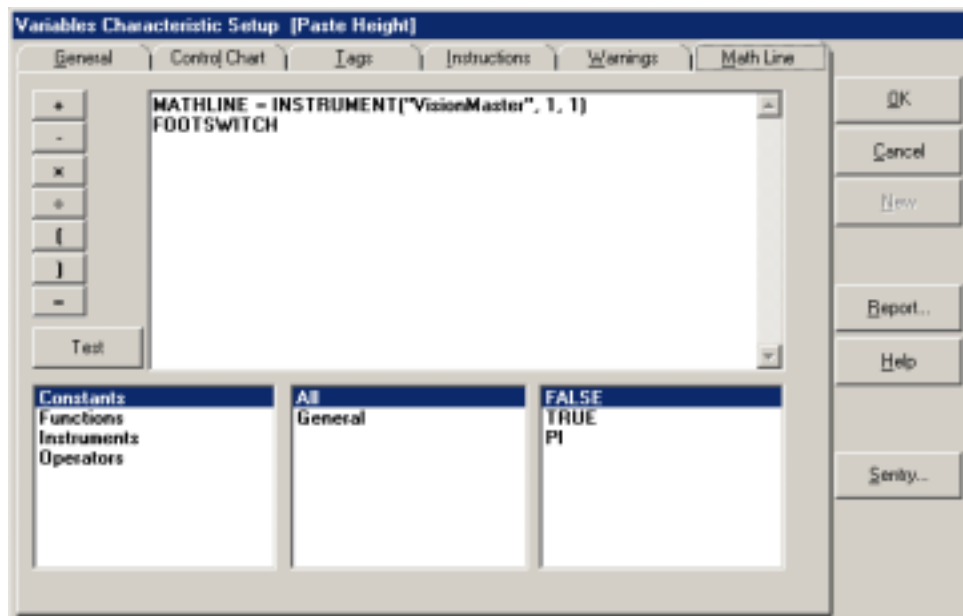 Variables Characteristic Setup [Paste Height]
General
Control Chart
Tags
Instructions
Warnings
Math Line
+
-
×
÷
(
)
=
Test
MATHLINE = INSTRUMENT("VisionMaster", 1, 1)
FOOTSWITCH
Constants
Functions
Instruments
Operators
All
General
FALSE
TRUE
PI
OK
Cancel
New
Report...
Help
Sentry...